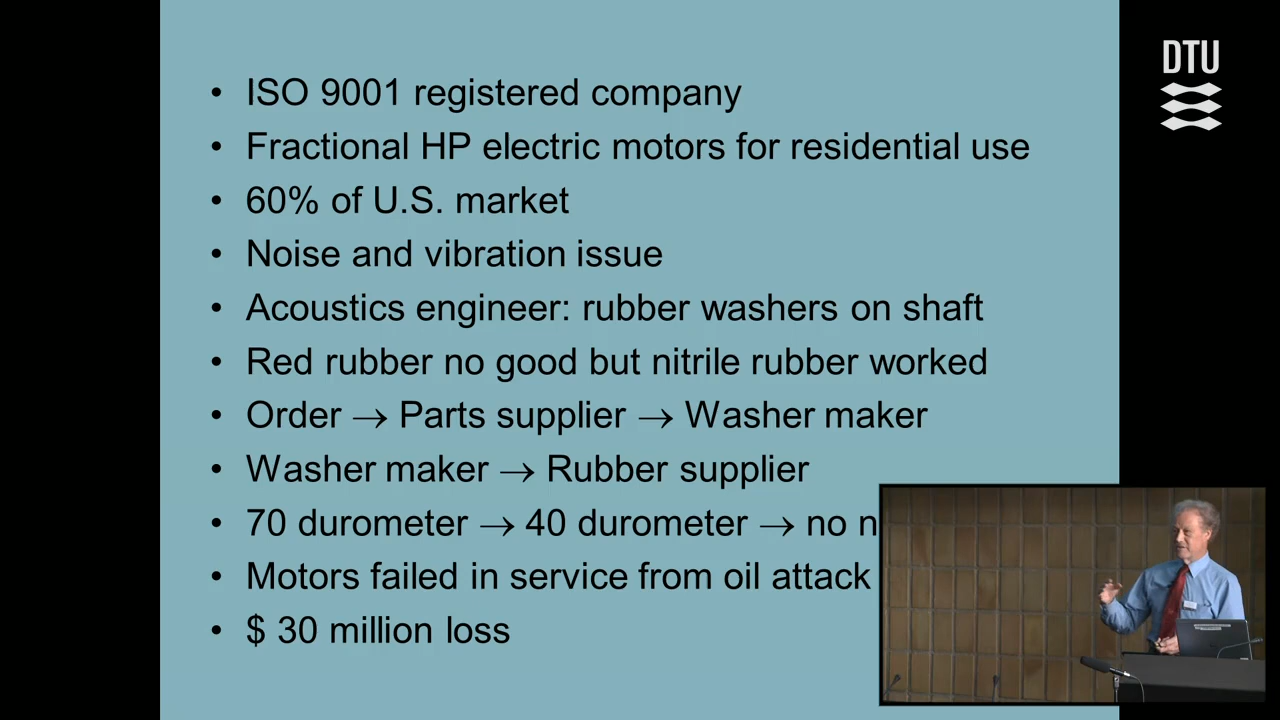 DTU
• ISO 9001 registered company
• Fractional HP electric motors for residential use
• 60% of U.S. market
• Noise and vibration issue
• Acoustics engineer: rubber washers on shaft
• Red rubber no good but nitrile rubber worked
• Order → Parts supplier → Washer maker
• Washer maker → Rubber supplier
• 70 durometer → 40 durometer → no n
• Motors failed in service from oil attack
• $ 30 million loss